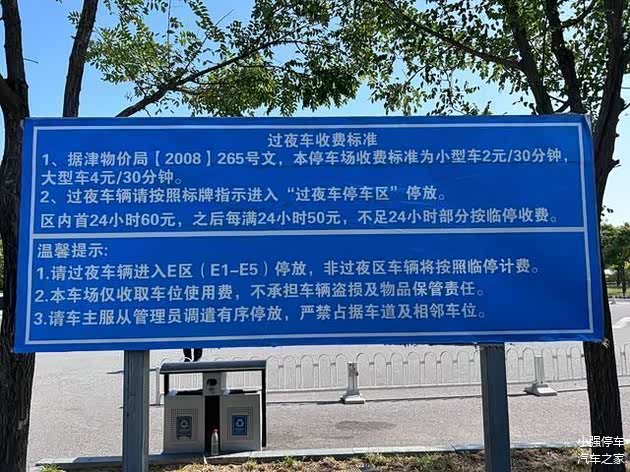 过夜车收费标准
1、据津物价局【2008】265号文，本停车场收费标准为小型车2元/30分钟，
大型车4元/30分钟。
2、过夜车辆请按照标牌指示进入“过夜车停车区”停放。
区内首24小时60元，之后每满24小时50元，不足24小时部分按临停收费。
温馨提示:
1.请过夜车辆进入E区（E1-E5）停放，非过夜区车辆将按照临停计费。
2.本车场仅收取车位使用费，不承担车辆盗损及物品保管责任。
3.请车主服从管理员调遣有序停放，严禁占据车道及相邻车位。
小强停车
汽车之家